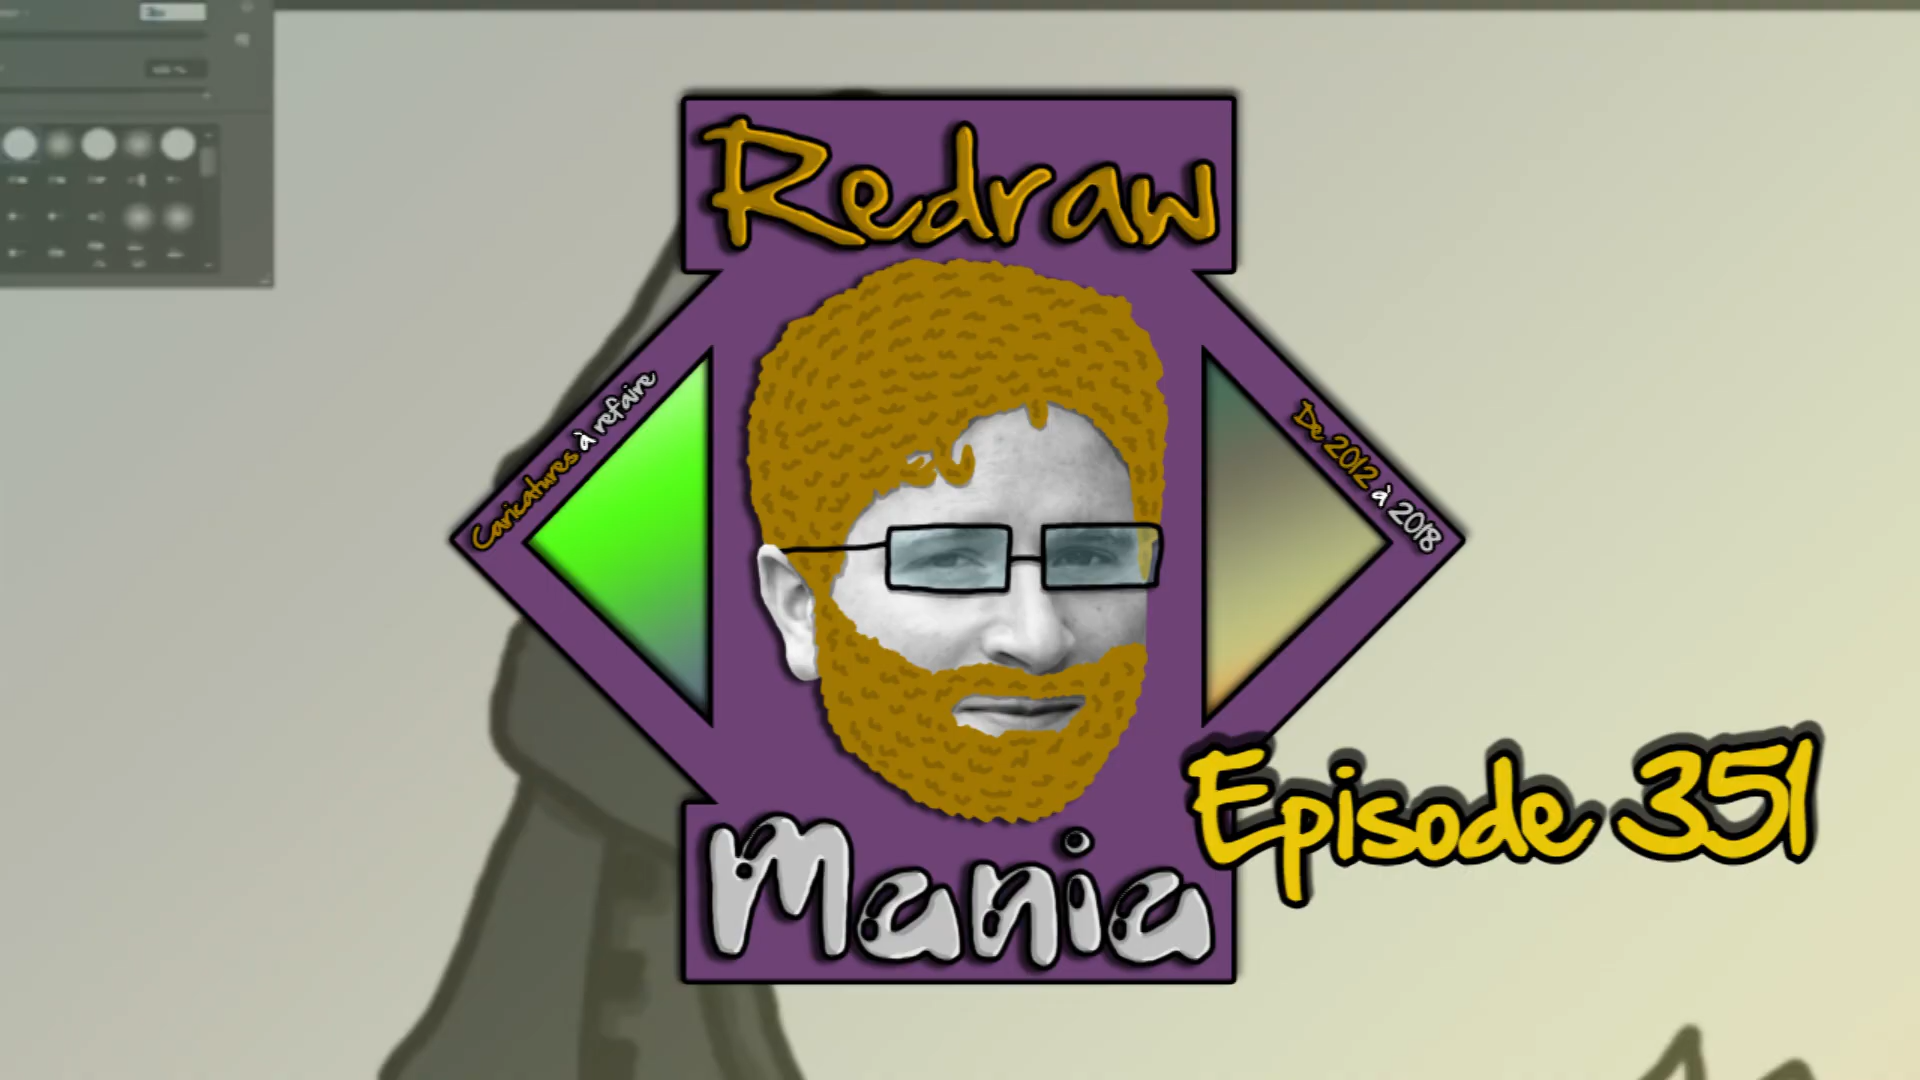 Redraw
Caricatures à refaire
De 2012 à 2018
Episode 351
Mania